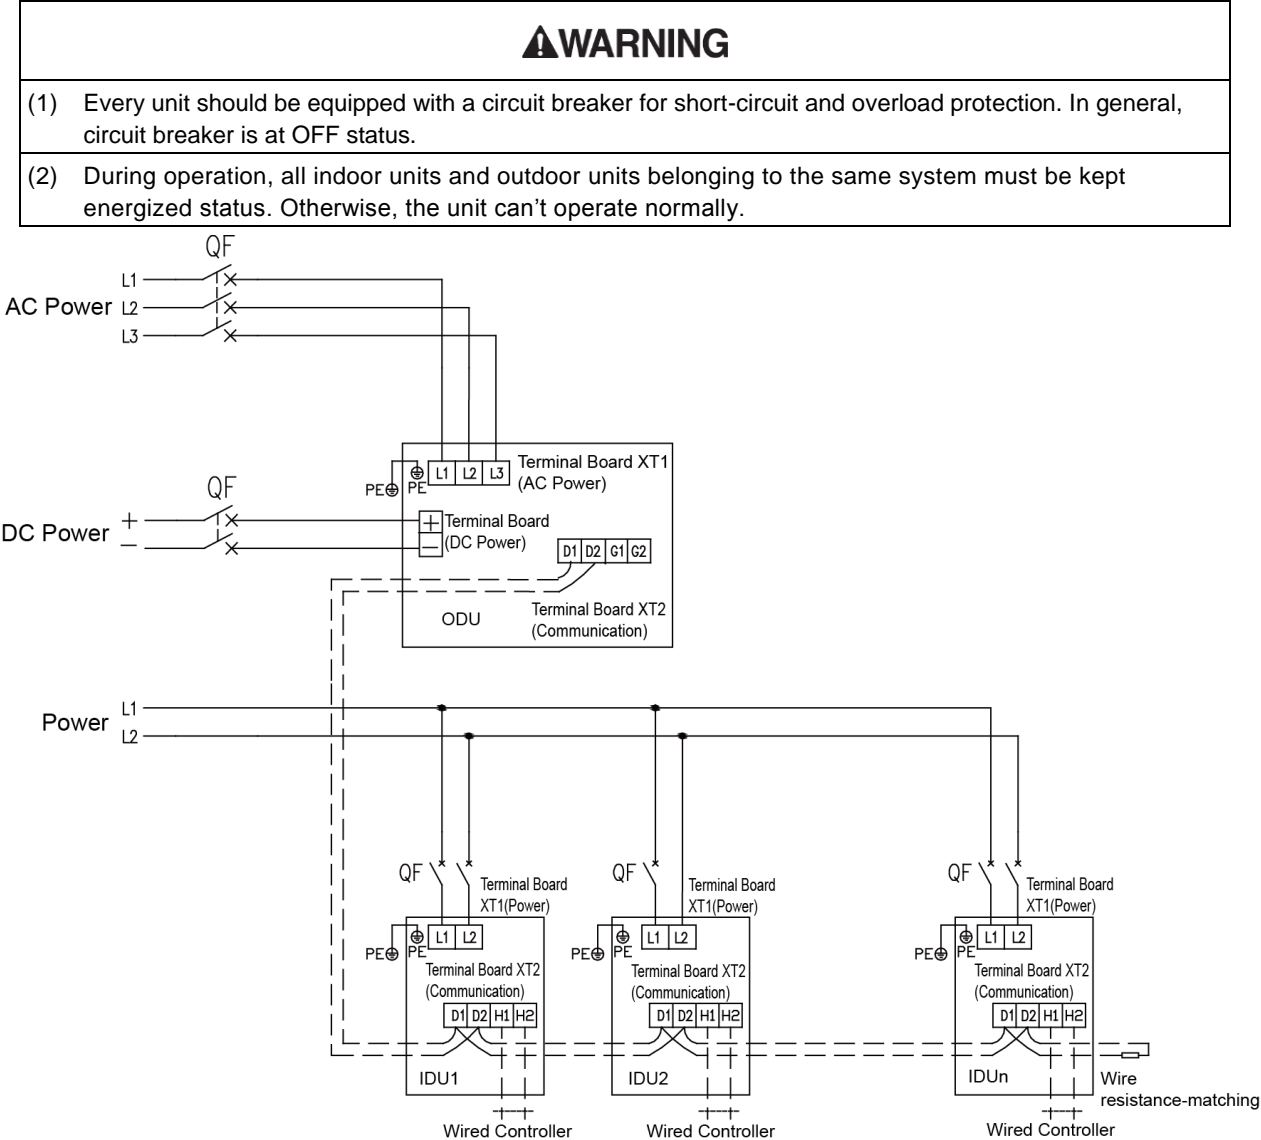 WARNING
(1) Every unit should be equipped with a circuit breaker for short-circuit and overload protection. In general,
circuit breaker is at OFF status.
(2) During operation, all indoor units and outdoor units belonging to the same system must be kept
energized status. Otherwise, the unit can't operate normally.
QF
L1
AC Power L2
L3
Terminal Board XT1
(AC Power)
PE PE L1 L2 L3
QF
DC Power + −
+ Terminal Board
− (DC Power)
D1 D2 G1 G2
Terminal Board XT2
(Communication)
ODU
Power L1
L2
QF
Terminal Board
XT1(Power)
PE PE L1 L2
Terminal Board XT2
(Communication)
D1 D2 H1 H2
IDU1
Wired Controller
QF
Terminal Board
XT1(Power)
PE PE L1 L2
Terminal Board XT2
(Communication)
D1 D2 H1 H2
IDU2
Wired Controller
QF
Terminal Board
XT1(Power)
PE PE L1 L2
Terminal Board XT2
(Communication)
D1 D2 H1 H2
IDUn
Wired Controller
Wire
resistance-matching